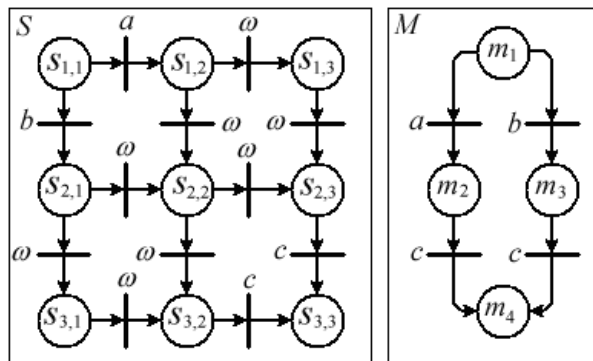 S a ω M
s1,1 s1,2 s1,3 m1
b ω ω a b
ω ω
s2,1 s2,2 s2,3 m2 m3
ω ω c c c
ω c
s3,1 s3,2 s3,3 m4